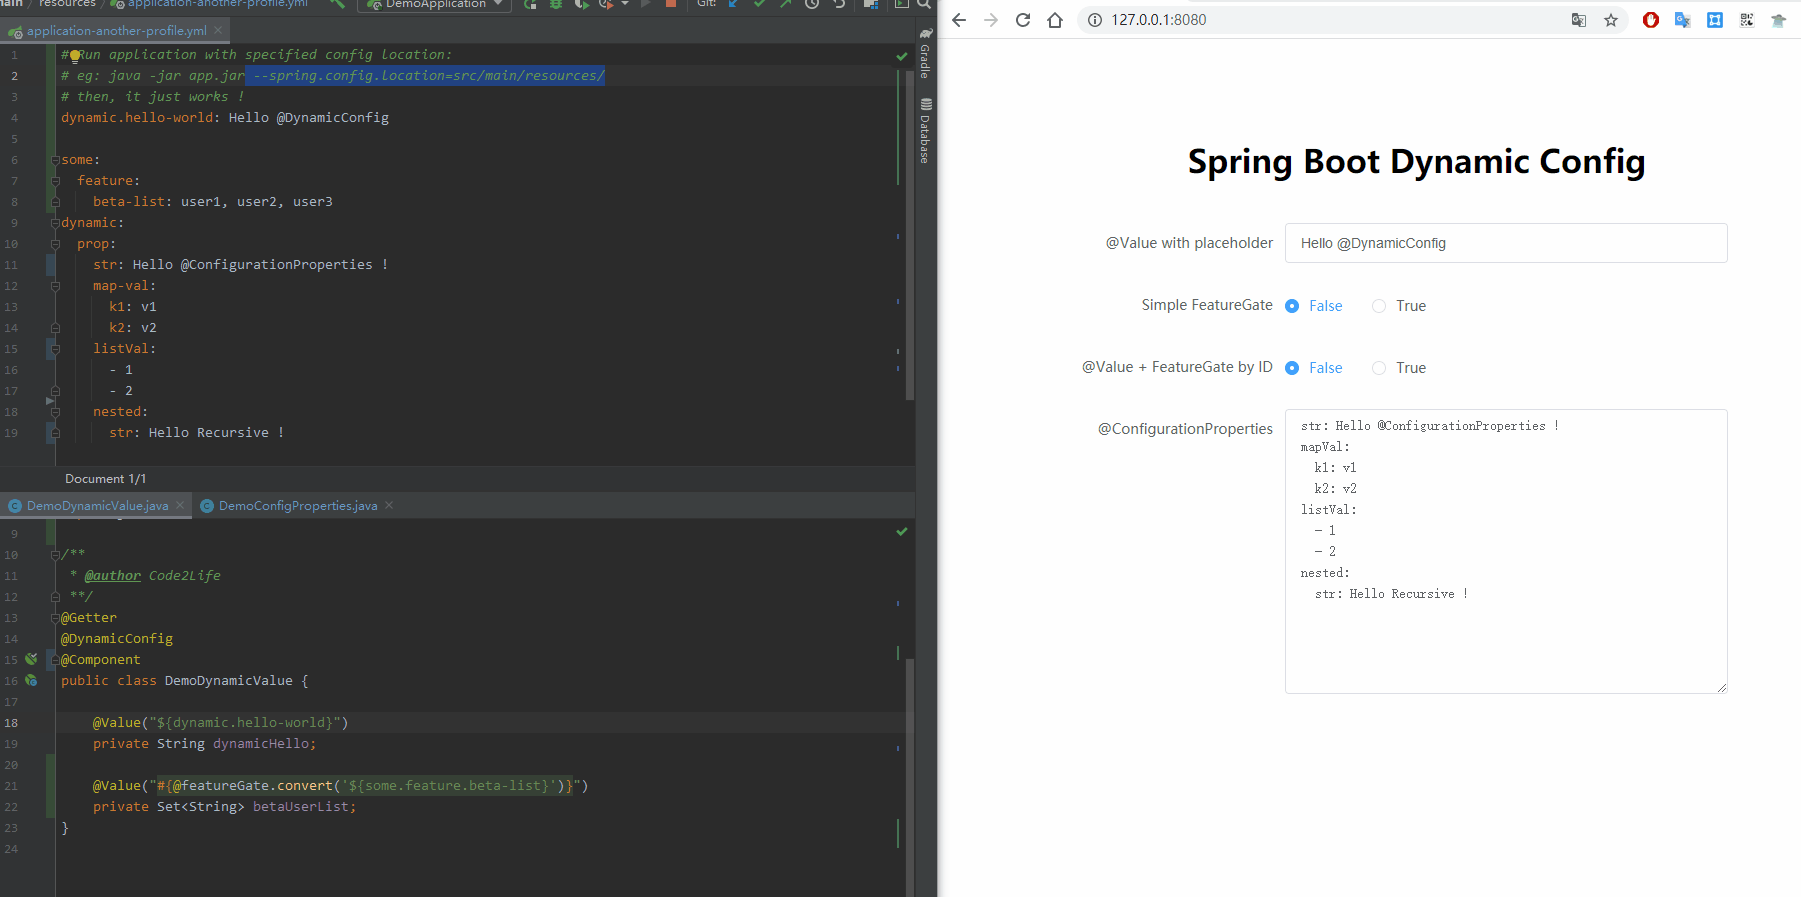 main / resources / application-another-profile.yml
DemoApplication
Git:
application-another-profile.yml
1 # Run application with specified config location:
2 # eg: java -jar app.jar --spring.config.location=src/main/resources/
3 # then, it just works !
4 dynamic.hello-world: Hello @DynamicConfig
5
6 some:
7   feature:
8     beta-list: user1, user2, user3
9 dynamic:
10   prop:
11     str: Hello @ConfigurationProperties !
12     map-val:
13       k1: v1
14       k2: v2
15     listVal:
16       - 1
17       - 2
18     nested:
19       str: Hello Recursive !
Document 1/1
Gradle
Database
DemoDynamicValue.java
DemoConfigProperties.java
9
10 /**
11  * @author Code2Life
12  **/
13 @Getter
14 @DynamicConfig
15 @Component
16 public class DemoDynamicValue {
17
18     @Value("${dynamic.hello-world}")
19     private String dynamicHello;
20
21     @Value("#{@featureGate.convert('${some.feature.beta-list}')}")
22     private Set<String> betaUserList;
23 }
24
127.0.0.1:8080
Spring Boot Dynamic Config
@Value with placeholder Hello @DynamicConfig
Simple FeatureGate False True
@Value + FeatureGate by ID False True
@ConfigurationProperties
str: Hello @ConfigurationProperties !
mapVal:
  k1: v1
  k2: v2
listVal:
  - 1
  - 2
nested:
  str: Hello Recursive !